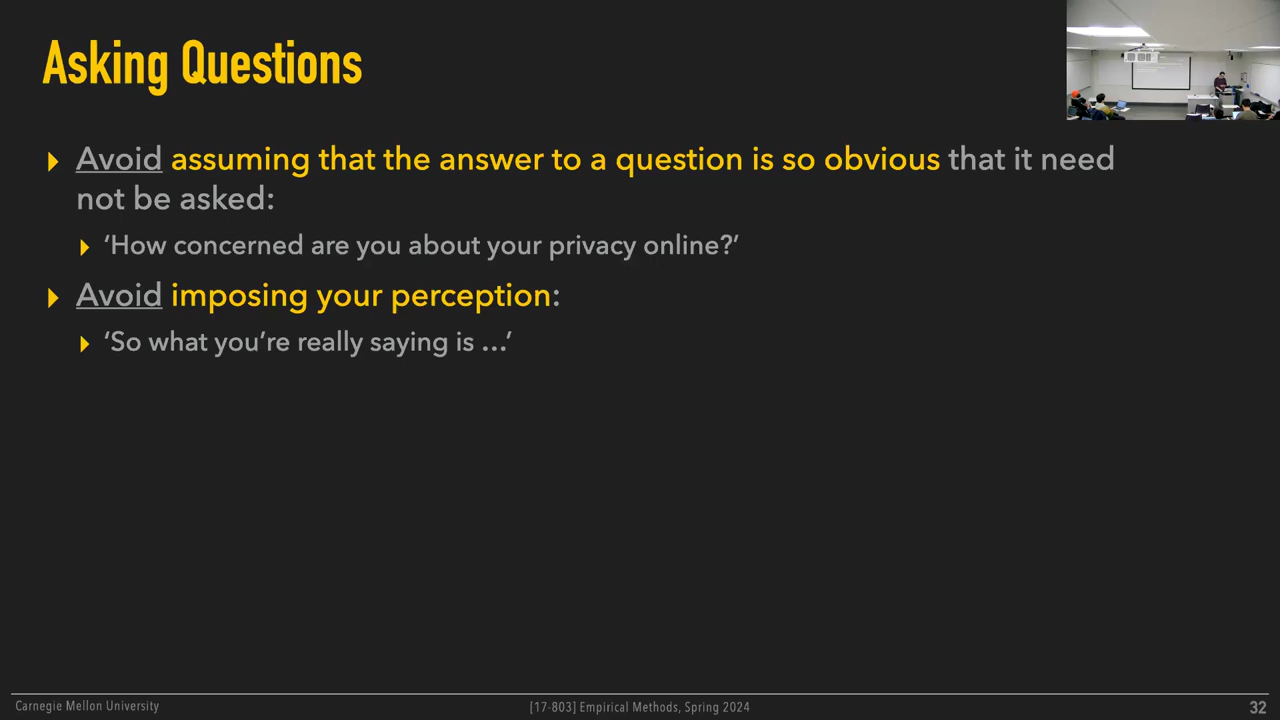 Asking Questions
Avoid assuming that the answer to a question is so obvious that it need
not be asked:
‘How concerned are you about your privacy online?’
Avoid imposing your perception:
‘So what you’re really saying is …’
Carnegie Mellon University
[17-803] Empirical Methods, Spring 2024
32